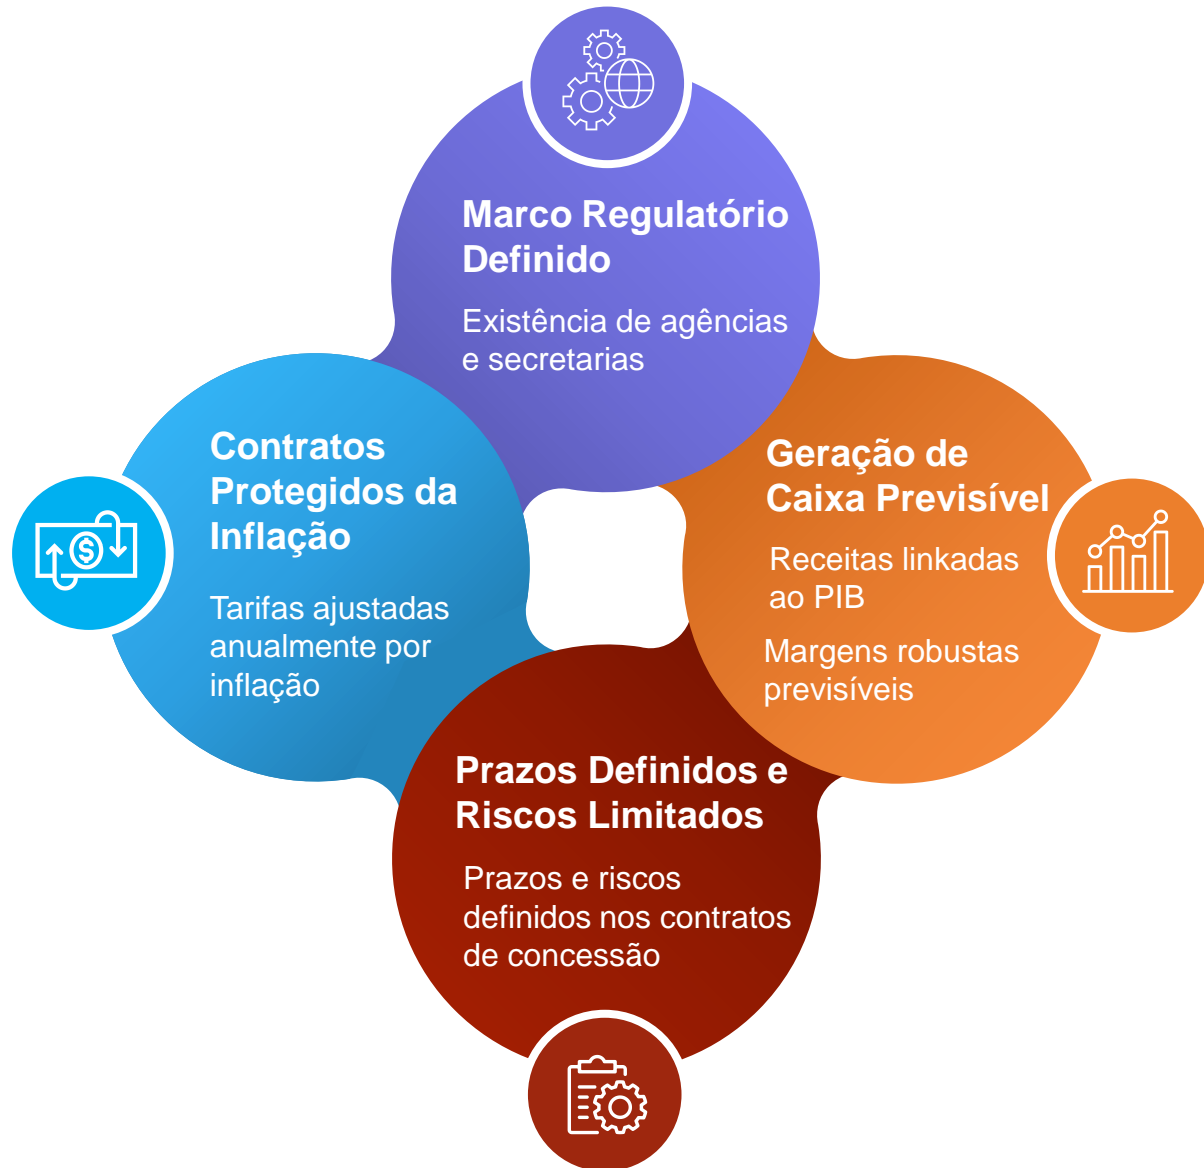 Marco Regulatório
Definido
Existência de agências
e secretarias
Contratos
Protegidos da
Inflação
Tarifas ajustadas
anualmente por
inflação
$
Geração de
Caixa Previsível
Receitas linkadas
ao PIB
Margens robustas
previsíveis
Prazos Definidos e
Riscos Limitados
Prazos e riscos
definidos nos contratos
de concessão